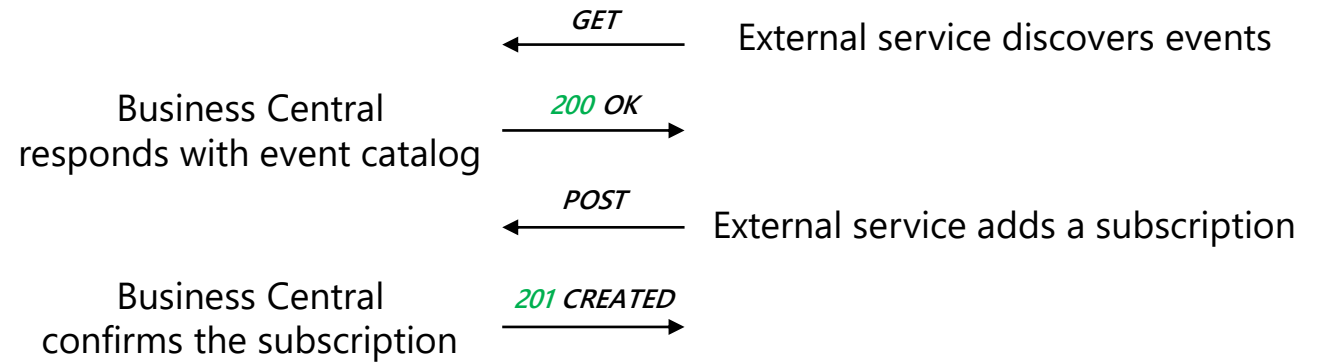 GET
External service discovers events
Business Central
responds with event catalog
200 OK
POST
External service adds a subscription
Business Central
confirms the subscription
201 CREATED